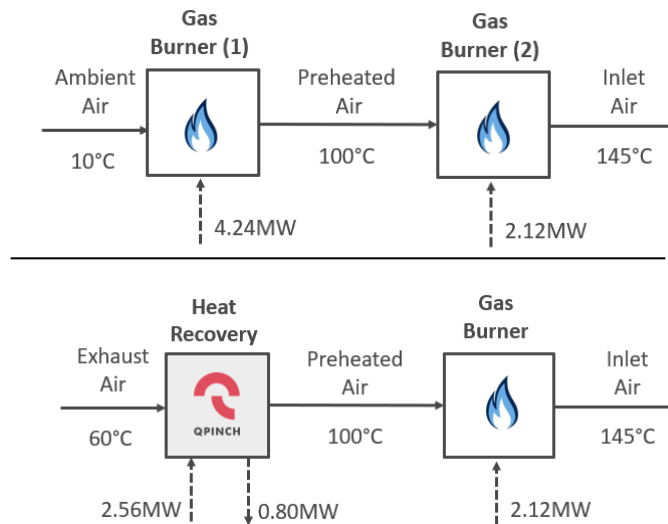 Gas
Burner (1)
Gas
Burner (2)
Ambient
Air
Preheated
Air
Inlet
Air
10°C
100°C
145°C
4.24MW
2.12MW
Heat
Recovery
Gas
Burner
Exhaust
Air
Preheated
Air
Inlet
Air
QPINCH
60°C
100°C
145°C
2.56MW
0.80MW
2.12MW